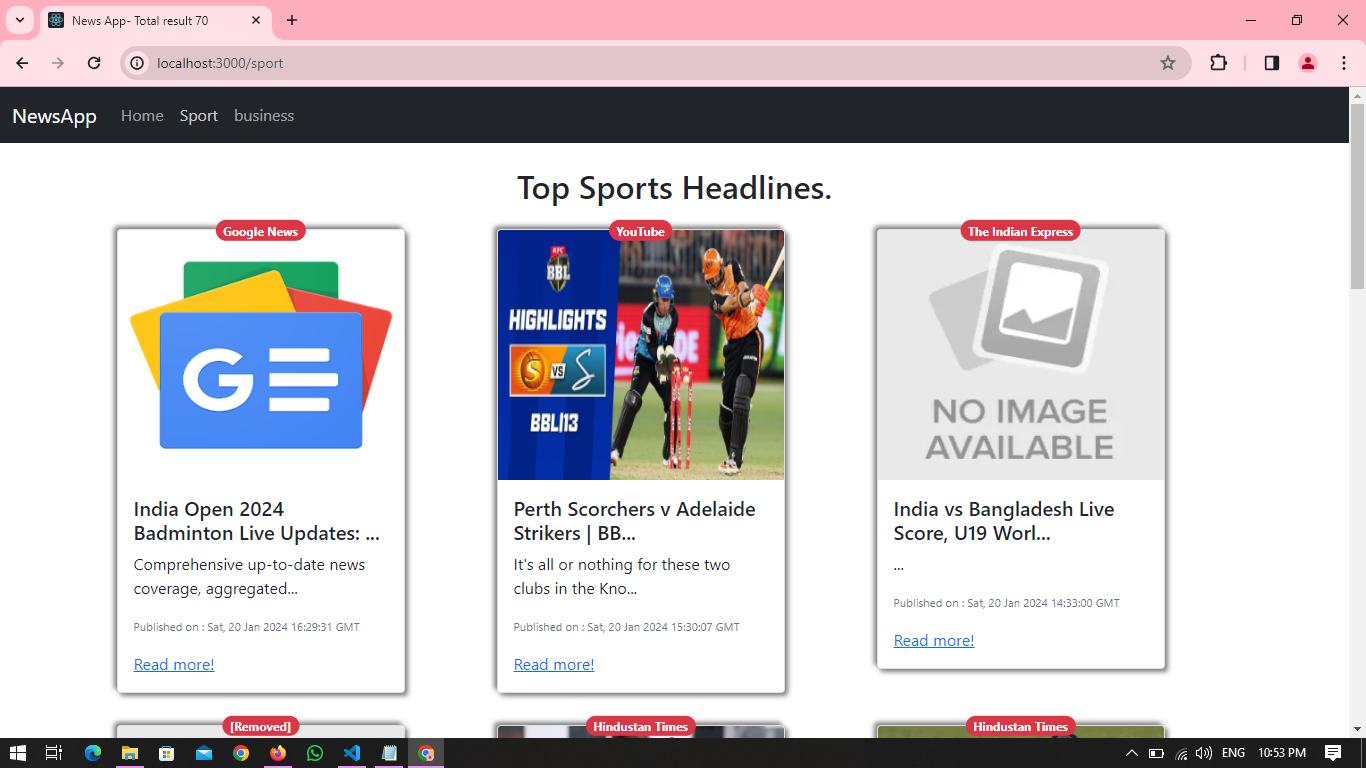 News App- Total result 70
localhost:3000/sport
NewsApp Home Sport business
Top Sports Headlines.
Google News
India Open 2024
Badminton Live Updates: ...
Comprehensive up-to-date news
coverage, aggregated...
Published on : Sat, 20 Jan 2024 16:29:31 GMT
Read more!
YouTube
KFC
BBL
HIGHLIGHTS
S VS S
BBL|13
Perth Scorchers v Adelaide
Strikers | BB...
It's all or nothing for these two
clubs in the Kno...
Published on : Sat, 20 Jan 2024 15:30:07 GMT
Read more!
The Indian Express
NO IMAGE
AVAILABLE
India vs Bangladesh Live
Score, U19 Worl...
...
Published on : Sat, 20 Jan 2024 14:33:00 GMT
Read more!
[Removed]
Hindustan Times
Hindustan Times
ENG
10:53 PM